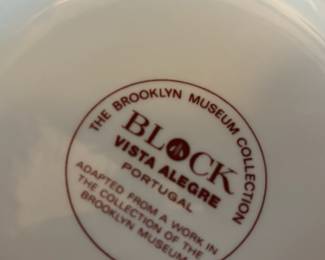 THE BROOKLYN MUSEUM COLLECTION
BLOCK
VISTA ALEGRE
PORTUGAL
ADAPTED FROM A WORK IN
THE COLLECTION OF THE
BROOKLYN MUSEUM